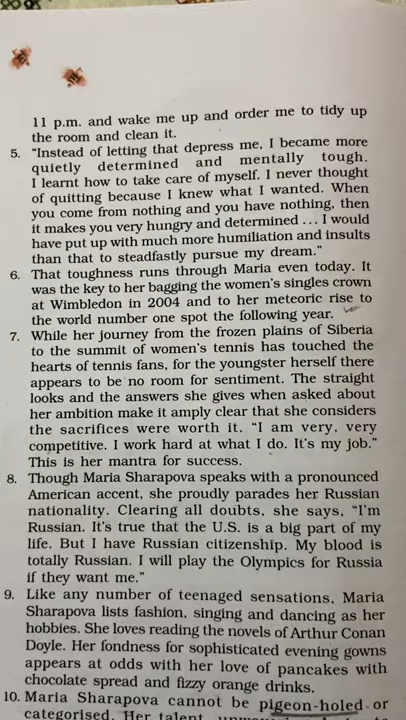 11 p.m. and wake me up and order me to tidy up
the room and clean it.
5. "Instead of letting that depress me, I became more
quietly determined and mentally tough.
I learnt how to take care of myself. I never thought
of quitting because I knew what I wanted. When
you come from nothing and you have nothing, then
it makes you very hungry and determined ... I would
have put up with much more humiliation and insults
than that to steadfastly pursue my dream."
6. That toughness runs through Maria even today. It
was the key to her bagging the women's singles crown
at Wimbledon in 2004 and to her meteoric rise to
the world number one spot the following year.
7. While her journey from the frozen plains of Siberia
to the summit of women's tennis has touched the
hearts of tennis fans, for the youngster herself there
appears to be no room for sentiment. The straight
looks and the answers she gives when asked about
her ambition make it amply clear that she considers
the sacrifices were worth it. "I am very, very
competitive. I work hard at what I do. It's my job."
This is her mantra for success.
8. Though Maria Sharapova speaks with a pronounced
American accent, she proudly parades her Russian
nationality. Clearing all doubts, she says, "I'm
Russian. It's true that the U.S. is a big part of my
life. But I have Russian citizenship. My blood is
totally Russian. I will play the Olympics for Russia
if they want me."
9. Like any number of teenaged sensations, Maria
Sharapova lists fashion, singing and dancing as her
hobbies. She loves reading the novels of Arthur Conan
Doyle. Her fondness for sophisticated evening gowns
appears at odds with her love of pancakes with
chocolate spread and fizzy orange drinks.
10. Maria Sharapova cannot be pigeon-holed or
categorised. Her talent,